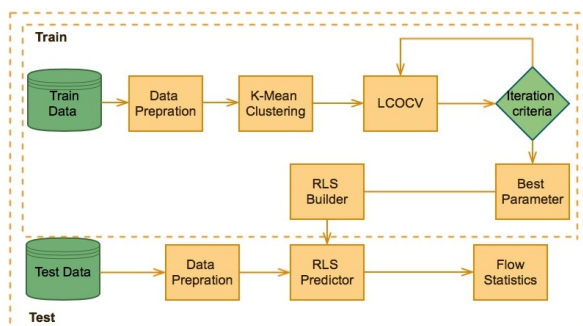 Train
Train
Data
Data
Prepration
K-Mean
Clustering
LCOCV
Iteration
criteria
RLS
Builder
Best
Parameter
Test Data
Data
Prepration
RLS
Predictor
Flow
Statistics
Test